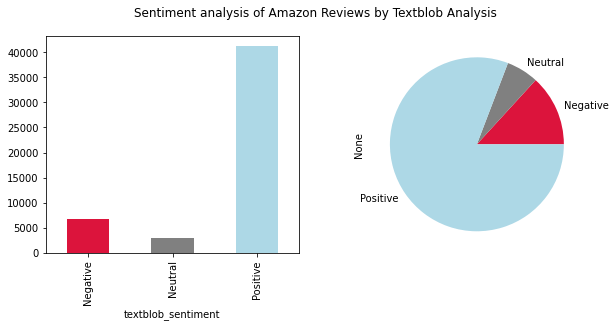 Sentiment analysis of Amazon Reviews by Textblob Analysis
40000
35000
30000
25000
20000
15000
10000
5000
0
Negative
Neutral
Positive
textblob_sentiment
None
Neutral
Negative
Positive